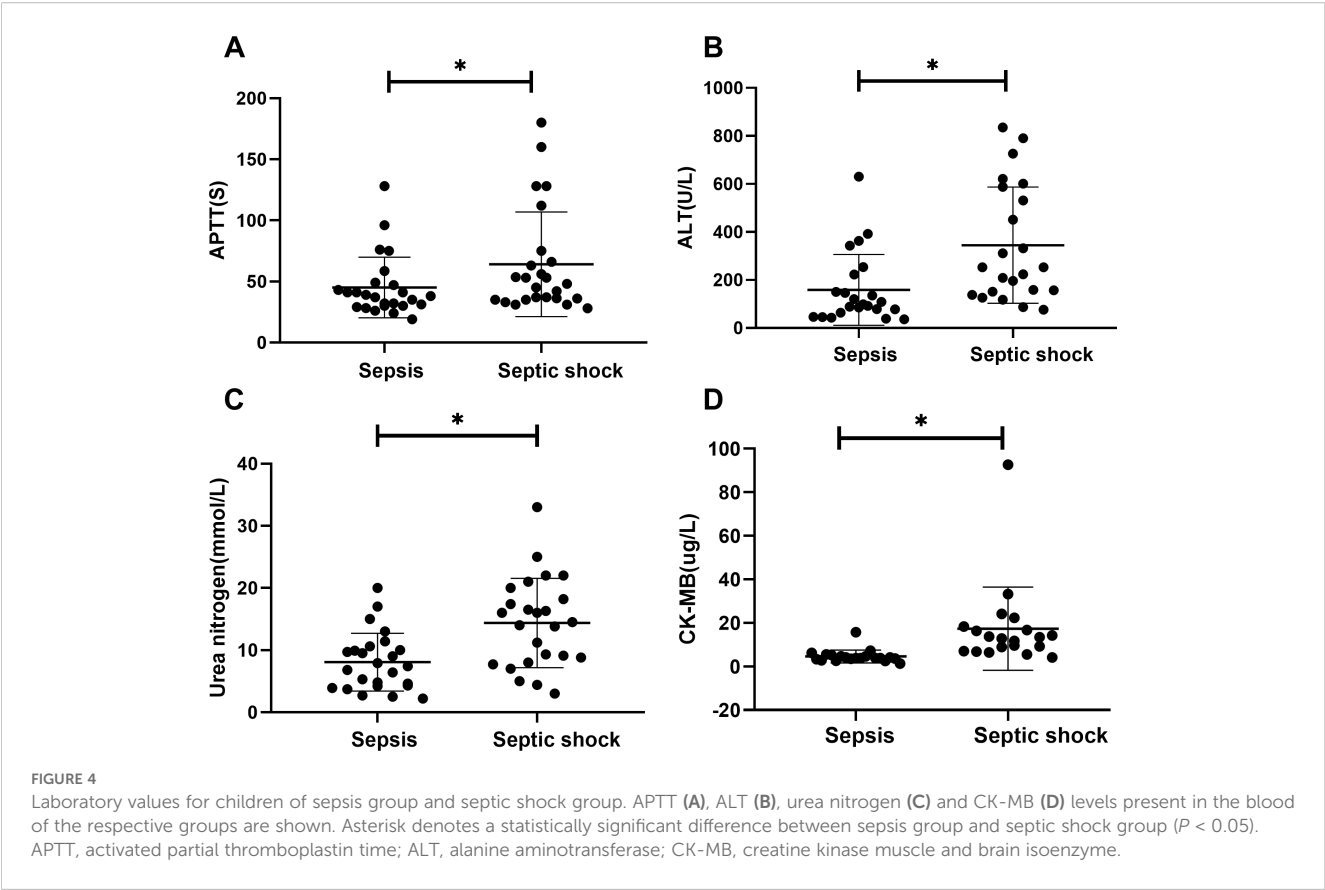 A
*
200
150
100
50
0
APTT(S)
Sepsis
Septic shock
B
*
1000
800
600
400
200
0
ALT(U/L)
Sepsis
Septic shock
C
*
40
30
20
10
0
Urea nitrogen(mmol/L)
Sepsis
Septic shock
D
*
100
80
60
40
20
0
-20
CK-MB(ug/L)
Sepsis
Septic shock
FIGURE 4
Laboratory values for children of sepsis group and septic shock group. APTT (A), ALT (B), urea nitrogen (C) and CK-MB (D) levels present in the blood
of the respective groups are shown. Asterisk denotes a statistically significant difference between sepsis group and septic shock group (P < 0.05).
APTT, activated partial thromboplastin time; ALT, alanine aminotransferase; CK-MB, creatine kinase muscle and brain isoenzyme.